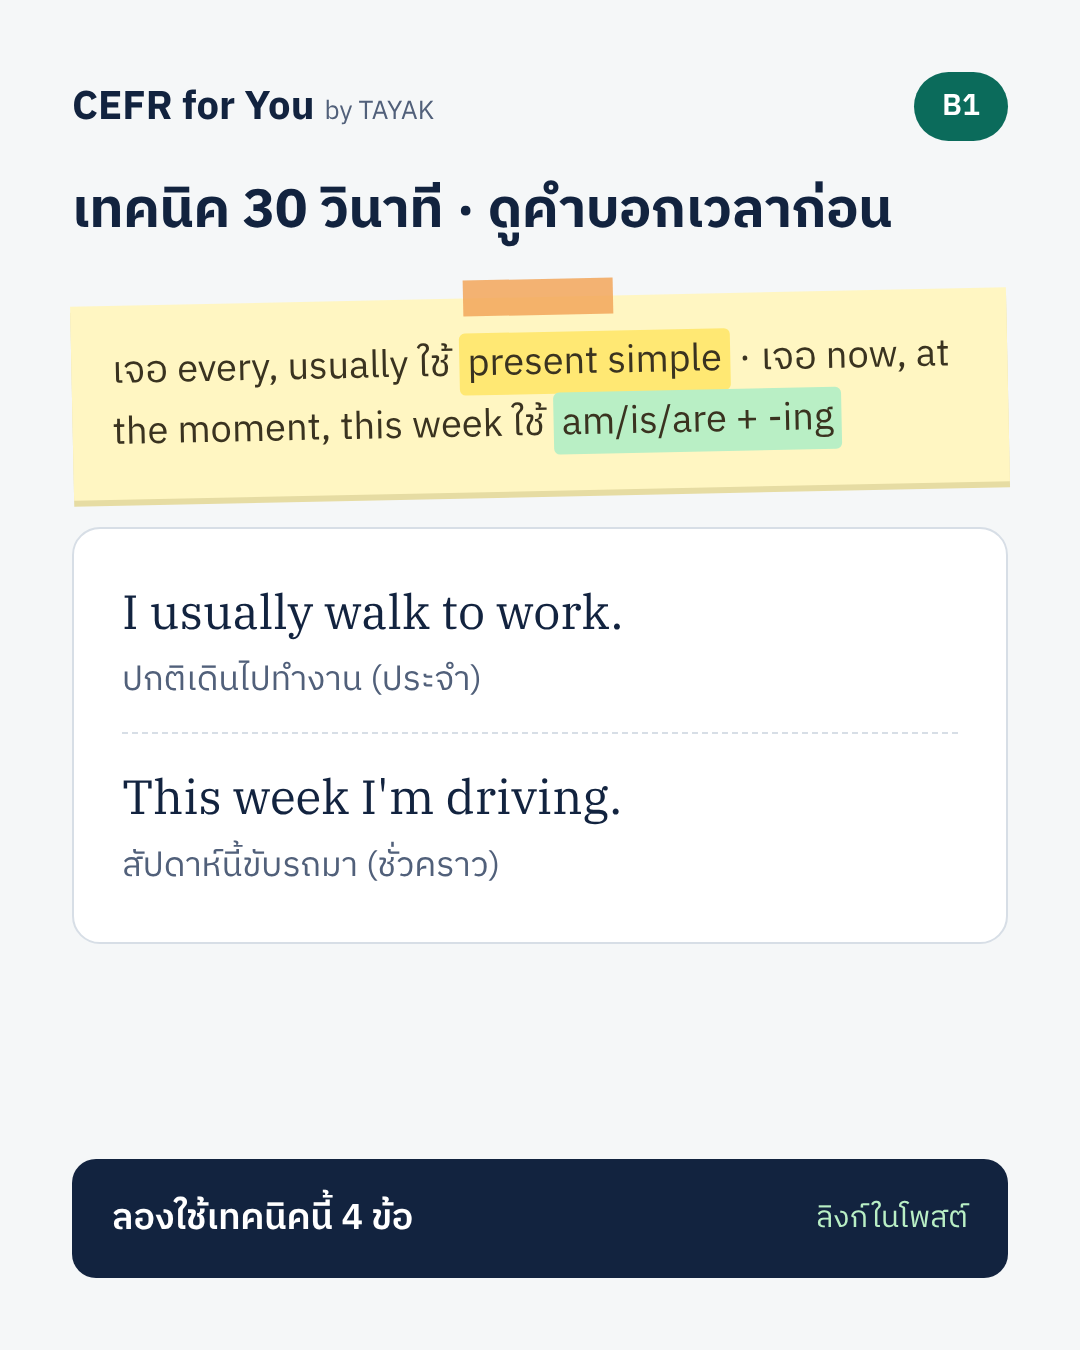 CEFR for You by TAYAK
B1
เทคนิค 30 วินาที · ดูคำบอกเวลาก่อน
เจอ every, usually ใช้ present simple · เจอ now, at
the moment, this week ใช้ am/is/are + -ing
I usually walk to work.
ปกติเดินไปทำงาน (ประจำ)
This week I'm driving.
สัปดาห์นี้ขับรถมา (ชั่วคราว)
ลองใช้เทคนิคนี้ 4 ข้อ
ลิงก์ในโพสต์